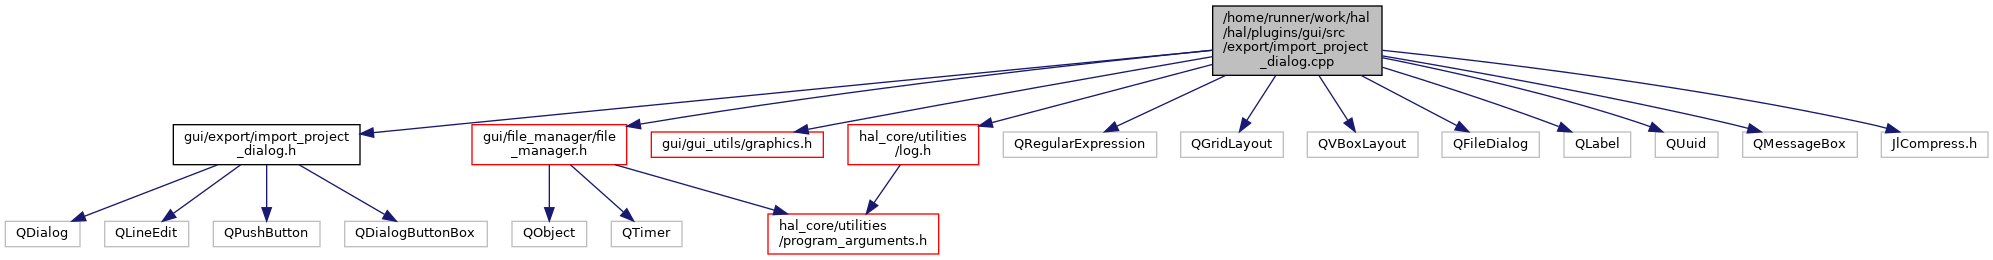 /home/runner/work/hal
/hal/plugins/gui/src
/export/import_project
_dialog.cpp
gui/export/import_project
_dialog.h
gui/file_manager/file
_manager.h
gui/gui_utils/graphics.h
hal_core/utilities
/log.h
QRegularExpression
QGridLayout
QVBoxLayout
QFileDialog
QLabel
QUuid
QMessageBox
JlCompress.h
QDialog
QLineEdit
QPushButton
QDialogButtonBox
QObject
QTimer
hal_core/utilities
/program_arguments.h